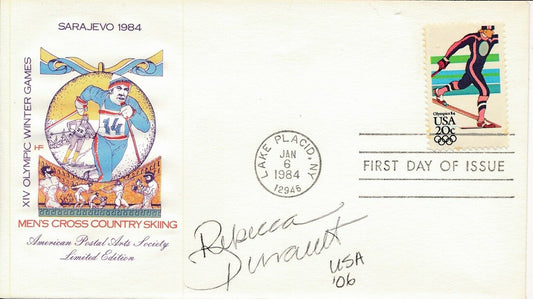 SARAJEVO 1984
XIV OLYMPIC WINTER GAMES
HF
14
MEN'S CROSS COUNTRY SKIING
American Postal Arts Society
Limited Edition
LAKE PLACID, NY
JAN
6
1984
12946
Olympics 84
USA
20c
FIRST DAY OF ISSUE
Rebecca
USA
'06